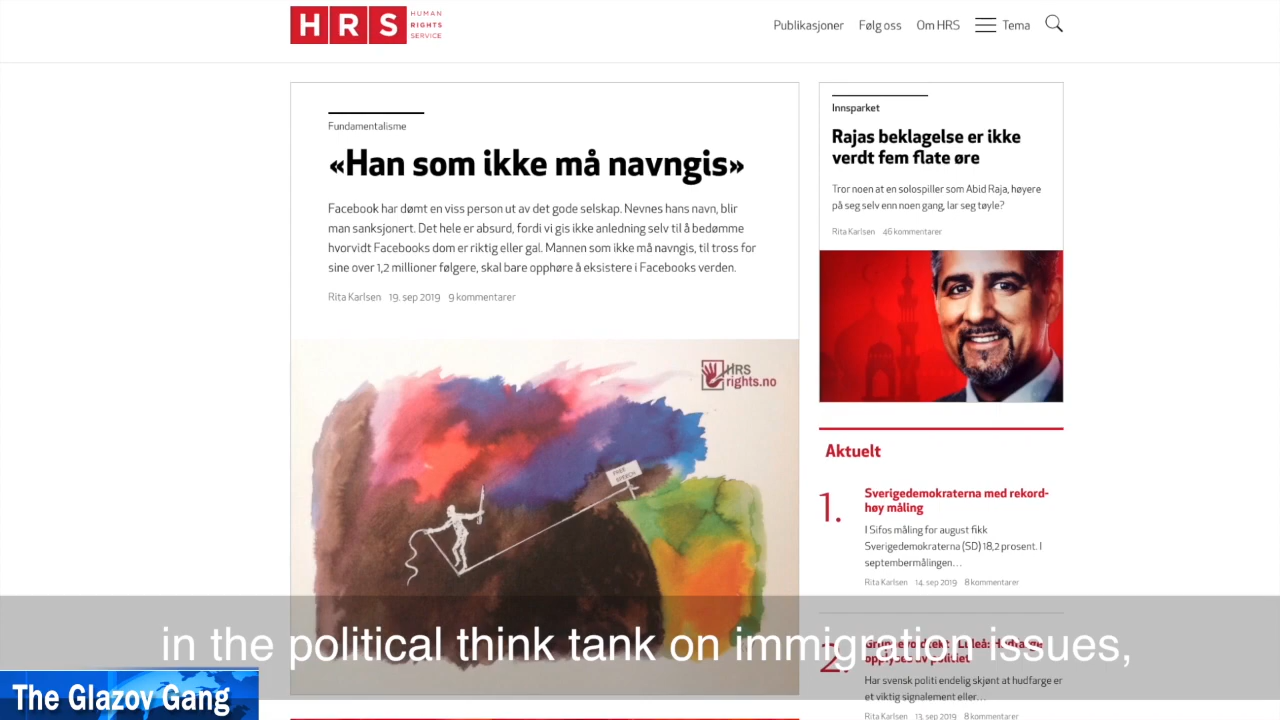 HRS
HUMAN
RIGHTS
SERVICE
Publikasjoner
Følg oss
Om HRS
Tema
Fundamentalisme
«Han som ikke må navngis»
Facebook har dømt en viss person ut av det gode selskap. Nevnes hans navn, blir
man sanksjonert. Det hele er absurd, fordi vi gis ikke anledning selv til å bedømme
hvorvidt Facebooks dom er riktig eller gal. Mannen som ikke må navngis, til tross for
sine over 1,2 millioner følgere, skal bare opphøre å eksistere i Facebooks verden.
Rita Karlsen 19. sep 2019 9 kommentarer
HRS
rights.no
FREE
SPEECH
Innsparket
Rajas beklagelse er ikke
verdt fem flate øre
Tror noen at en solospiller som Abid Raja, høyere
på seg selv enn noen gang, lar seg tøyle?
Rita Karlsen 46 kommentarer
Aktuelt
1.
Sverigedemokraterna med rekord-
høy måling
I Sifos måling for august fikk
Sverigedemokraterna (SD) 18,2 prosent. I
septembermålingen...
Rita Karlsen 14. sep 2019 8 kommentarer
2.
politiet
Har svensk politi endelig skjønt at hudfarge er
et viktig signalement eller...
Rita Karlsen 13. sep 2019 8 kommentarer
in the political think tank on immigration issues,
The Glazov Gang